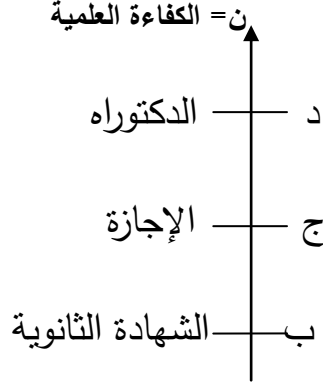 ن= الكفاءة العلمية
د الدكتوراه
ج الإجازة
ب الشهادة الثانوية